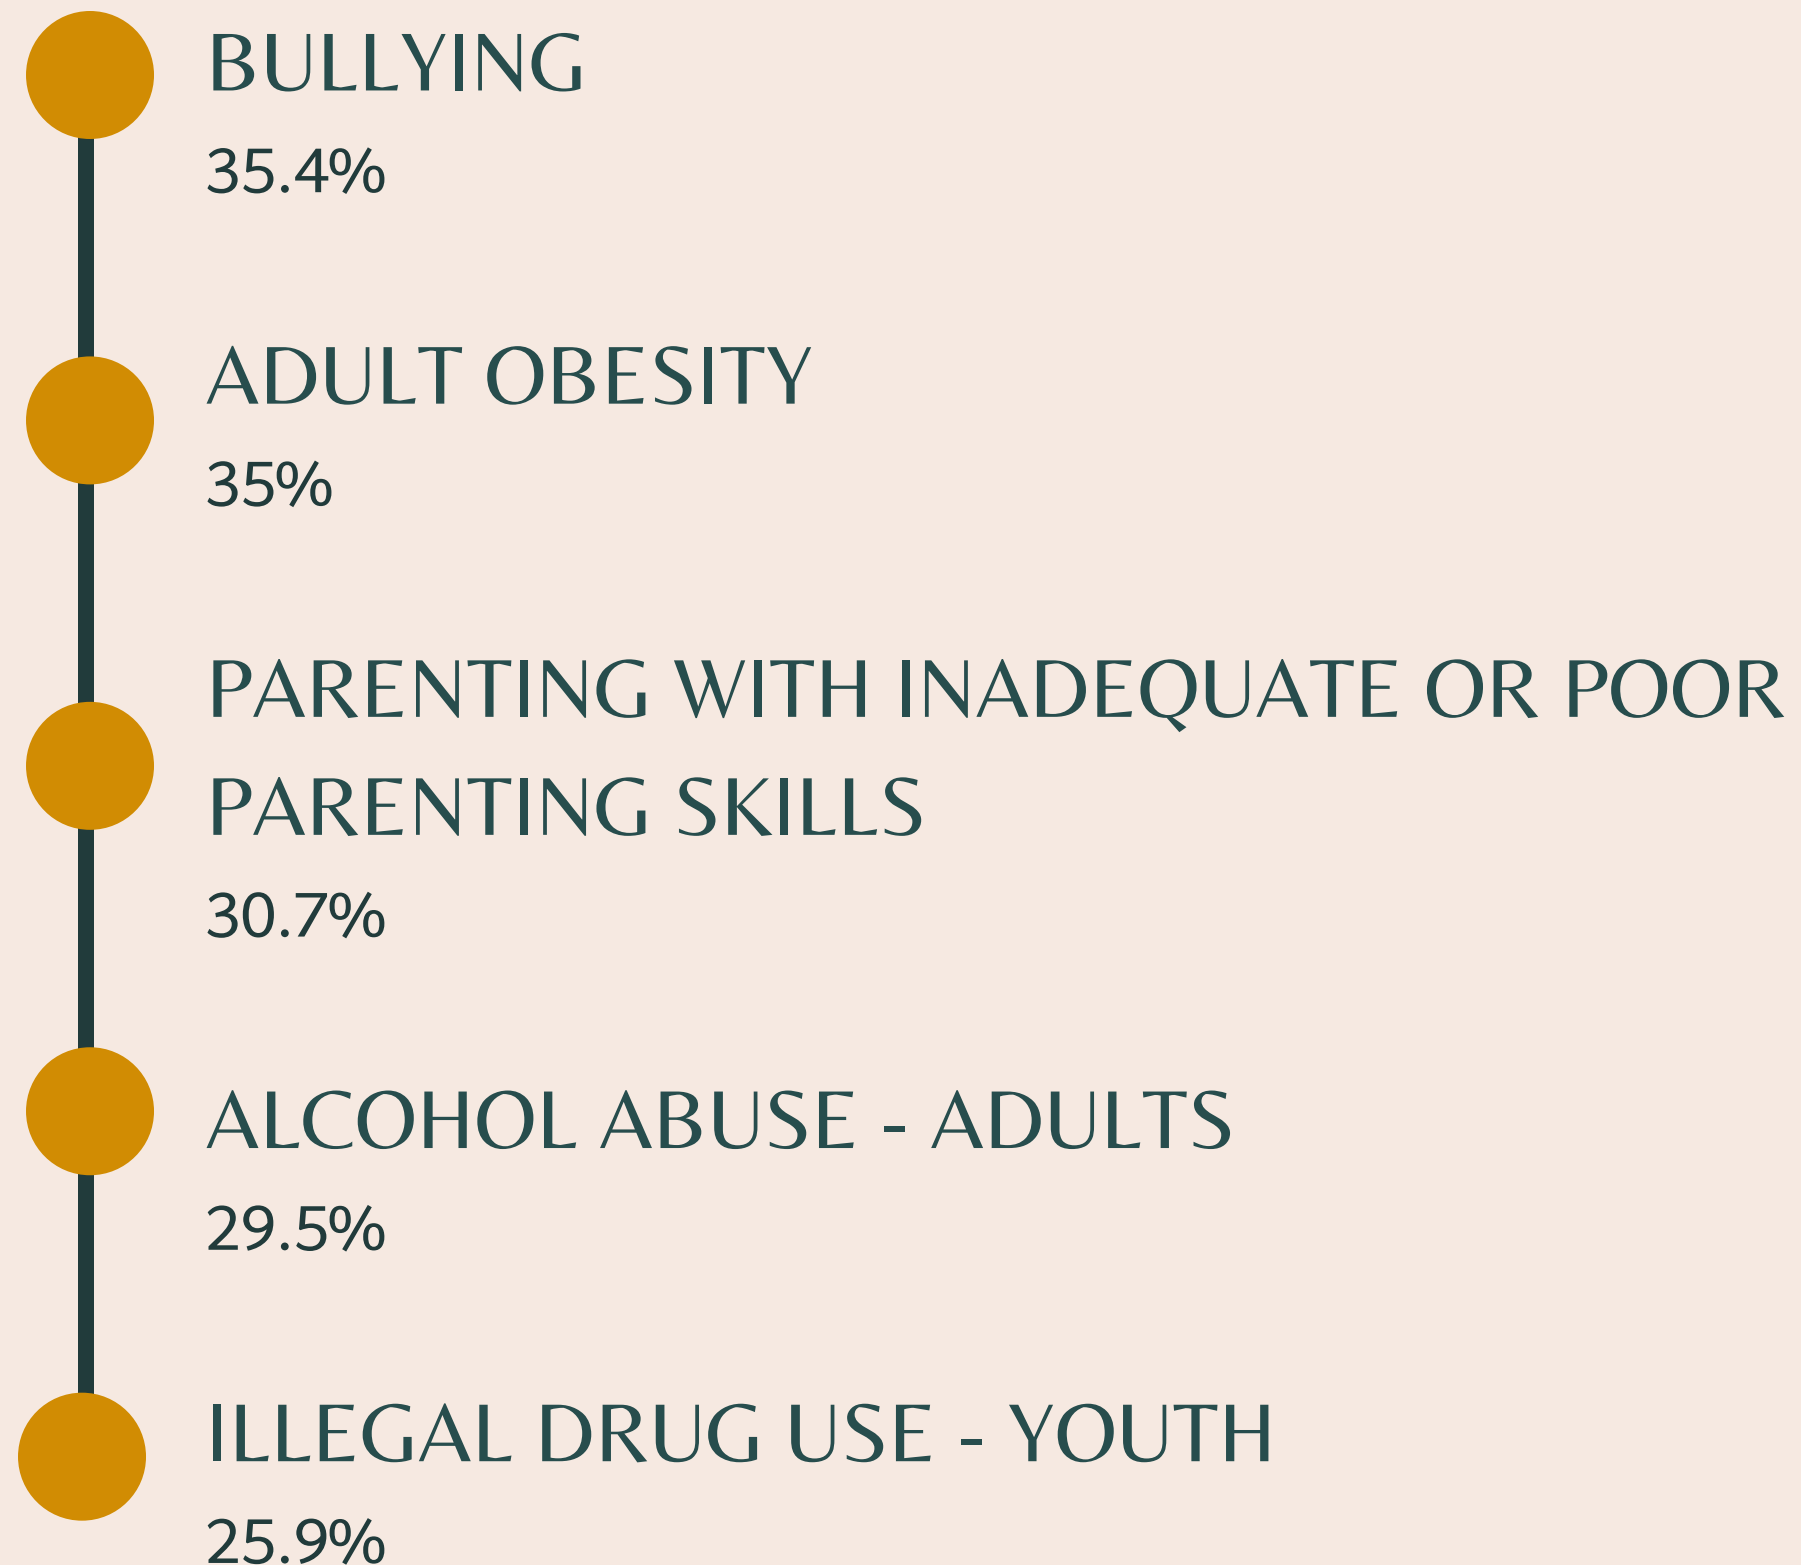 BULLYING
35.4%
ADULT OBESITY
35%
PARENTING WITH INADEQUATE OR POOR
PARENTING SKILLS
30.7%
ALCOHOL ABUSE - ADULTS
29.5%
ILLEGAL DRUG USE - YOUTH
25.9%